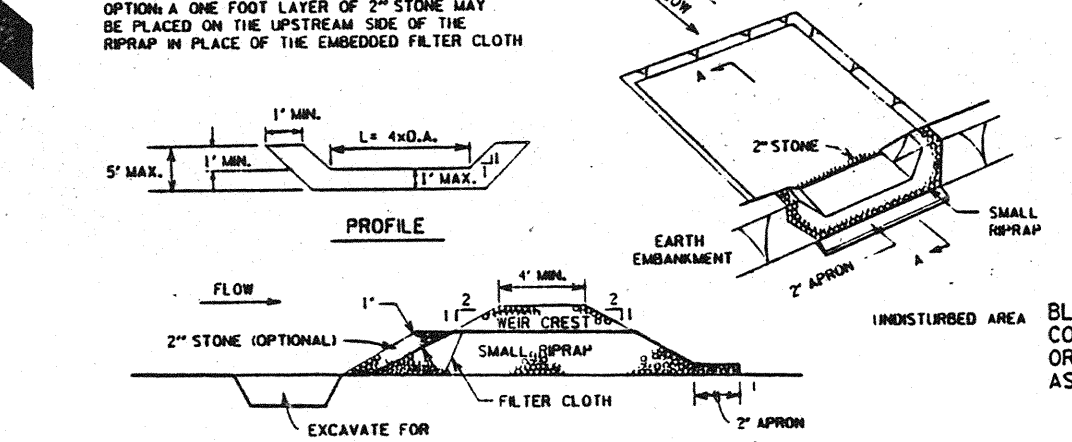 OPTION: A ONE FOOT LAYER OF 2" STONE MAY
BE PLACED ON THE UPSTREAM SIDE OF THE
RIPRAP IN PLACE OF THE EMBEDDED FILTER CLOTH
1' MIN.
L= 4xD.A.
5' MAX.
1' MIN.
1
1
1' MAX.
PROFILE
A
2" STONE
SMALL
RIPRAP
EARTH
EMBANKMENT
2' APRON
A
UNDISTURBED AREA
FLOW
4' MIN.
1'
2
1
2
1
WEIR CREST
2" STONE (OPTIONAL)
SMALL RIPRAP
FILTER CLOTH
2' APRON
1
EXCAVATE FOR
BL
CO
OR
AS